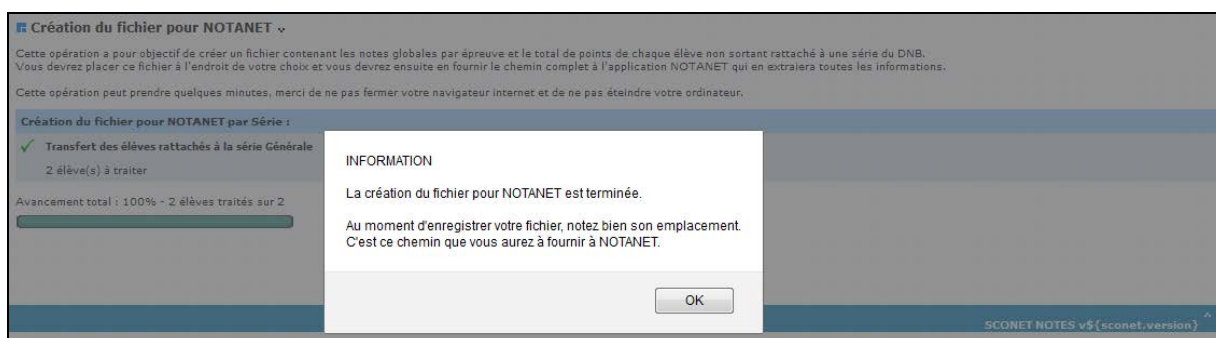 Création du fichier pour NOTANET
Cette opération a pour objectif de créer un fichier contenant les notes globales par épreuve et le total de points de chaque élève non sortant rattaché à une série du DNB.
Vous devrez placer ce fichier à l'endroit de votre choix et vous devrez ensuite en fournir le chemin complet à l'application NOTANET qui en extraiera toutes les informations.
Cette opération peut prendre quelques minutes, merci de ne pas fermer votre navigateur internet et de ne pas éteindre votre ordinateur.
Création du fichier pour NOTANET par Série :
Transfert des élèves rattachés à la série Générale
2 élève(s) à traiter
Avancement total : 100% - 2 élèves traités sur 2
INFORMATION
La création du fichier pour NOTANET est terminée.
Au moment d'enregistrer votre fichier, notez bien son emplacement.
C'est ce chemin que vous aurez à fournir à NOTANET.
OK
SCONET NOTES v${sconet.version}